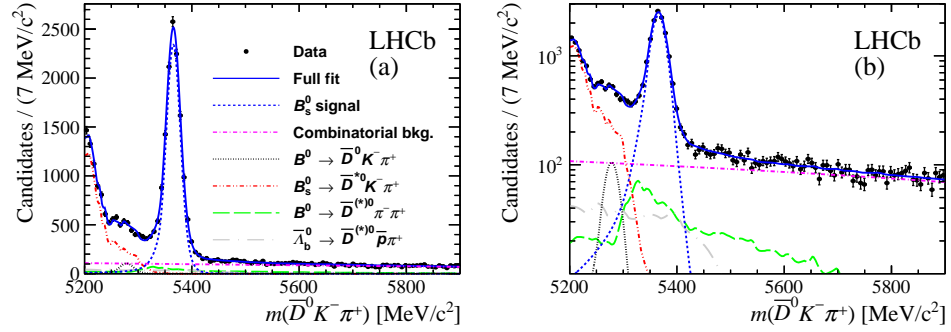 Candidates / (7 MeV/c²)
2500
2000
1500
1000
500
0
LHCb
(a)
Data
Full fit
B⁰ₛ signal
Combinatorial bkg.
B⁰ → D̅⁰K⁻π⁺
B⁰ₛ → D̅*⁰K⁻π⁺
B⁰ → D̅⁽*⁾⁰π⁻π⁺
Λ̅⁰_b → D̅⁽*⁾⁰p̅π⁺
5200 5400 5600 5800
m(D̅⁰K⁻π⁺) [MeV/c²]
Candidates / (7 MeV/c²)
10³
10²
LHCb
(b)
5200 5400 5600 5800
m(D̅⁰K⁻π⁺) [MeV/c²]